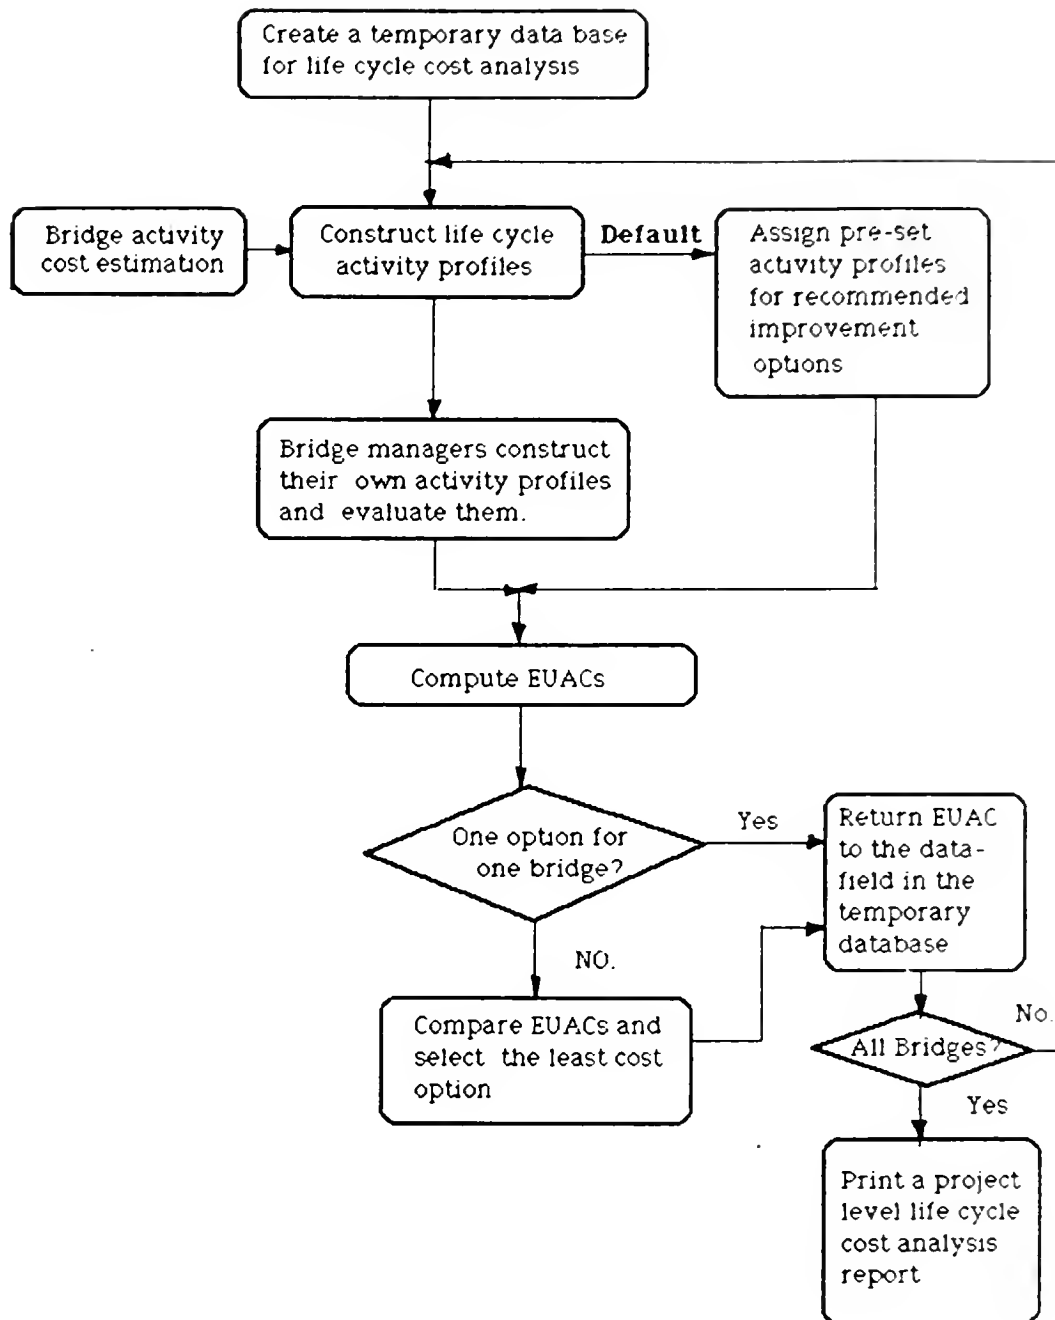 Create a temporary data base
for life cycle cost analysis
Bridge activity
cost estimation
Construct life cycle
activity profiles
Default
Assign pre-set
activity profiles
for recommended
improvement
options
Bridge managers construct
their own activity profiles
and evaluate them.
Compute EUACs
One option for
one bridge?
Yes
Return EUAC
to the data-
field in the
temporary
database
NO.
Compare EUACs and
select the least cost
option
All Bridges?
No.
Yes
Print a project
level life cycle
cost analysis
report